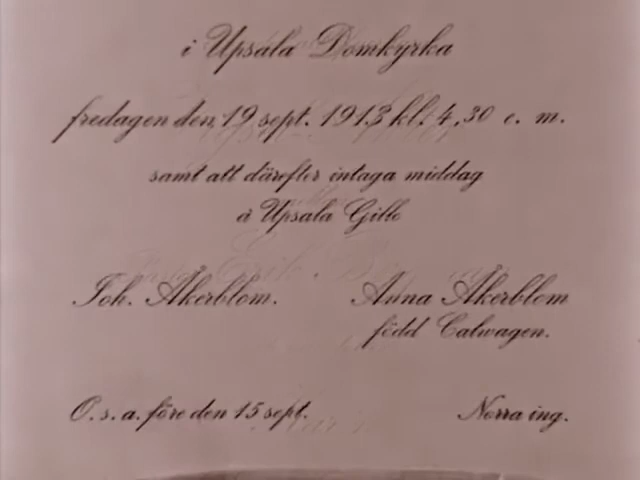 i Upsala Domkyrka
fredagen den 19 sept. 1913 kl. 4,30 e. m.
samt att därefter intaga middag
å Upsala Gille
Joh. Åkerblom. Anna Åkerblom
född Calwagen.
O. s. a. före den 15 sept. Norra ing.